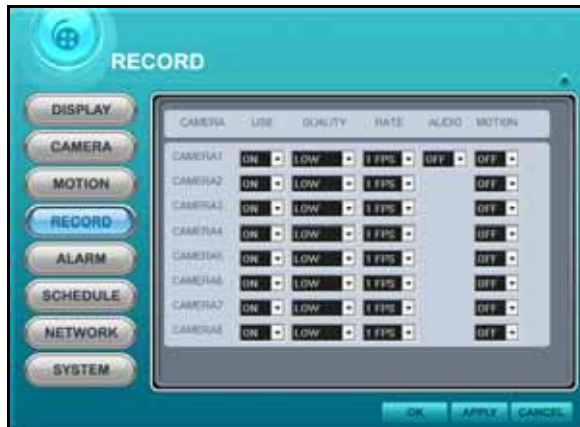 RECORD
DISPLAY
CAMERA
MOTION
RECORD
ALARM
SCHEDULE
NETWORK
SYSTEM
CAMERA USE QUALITY RATE AUDIO MOTION
CAMERA1 ON LOW 1 FPS OFF OFF
CAMERA2 ON LOW 1 FPS OFF
CAMERA3 ON LOW 1 FPS OFF
CAMERA4 ON LOW 1 FPS OFF
CAMERA5 ON LOW 1 FPS OFF
CAMERA6 ON LOW 1 FPS OFF
CAMERA7 ON LOW 1 FPS OFF
CAMERA8 ON LOW 1 FPS OFF
OK APPLY CANCEL